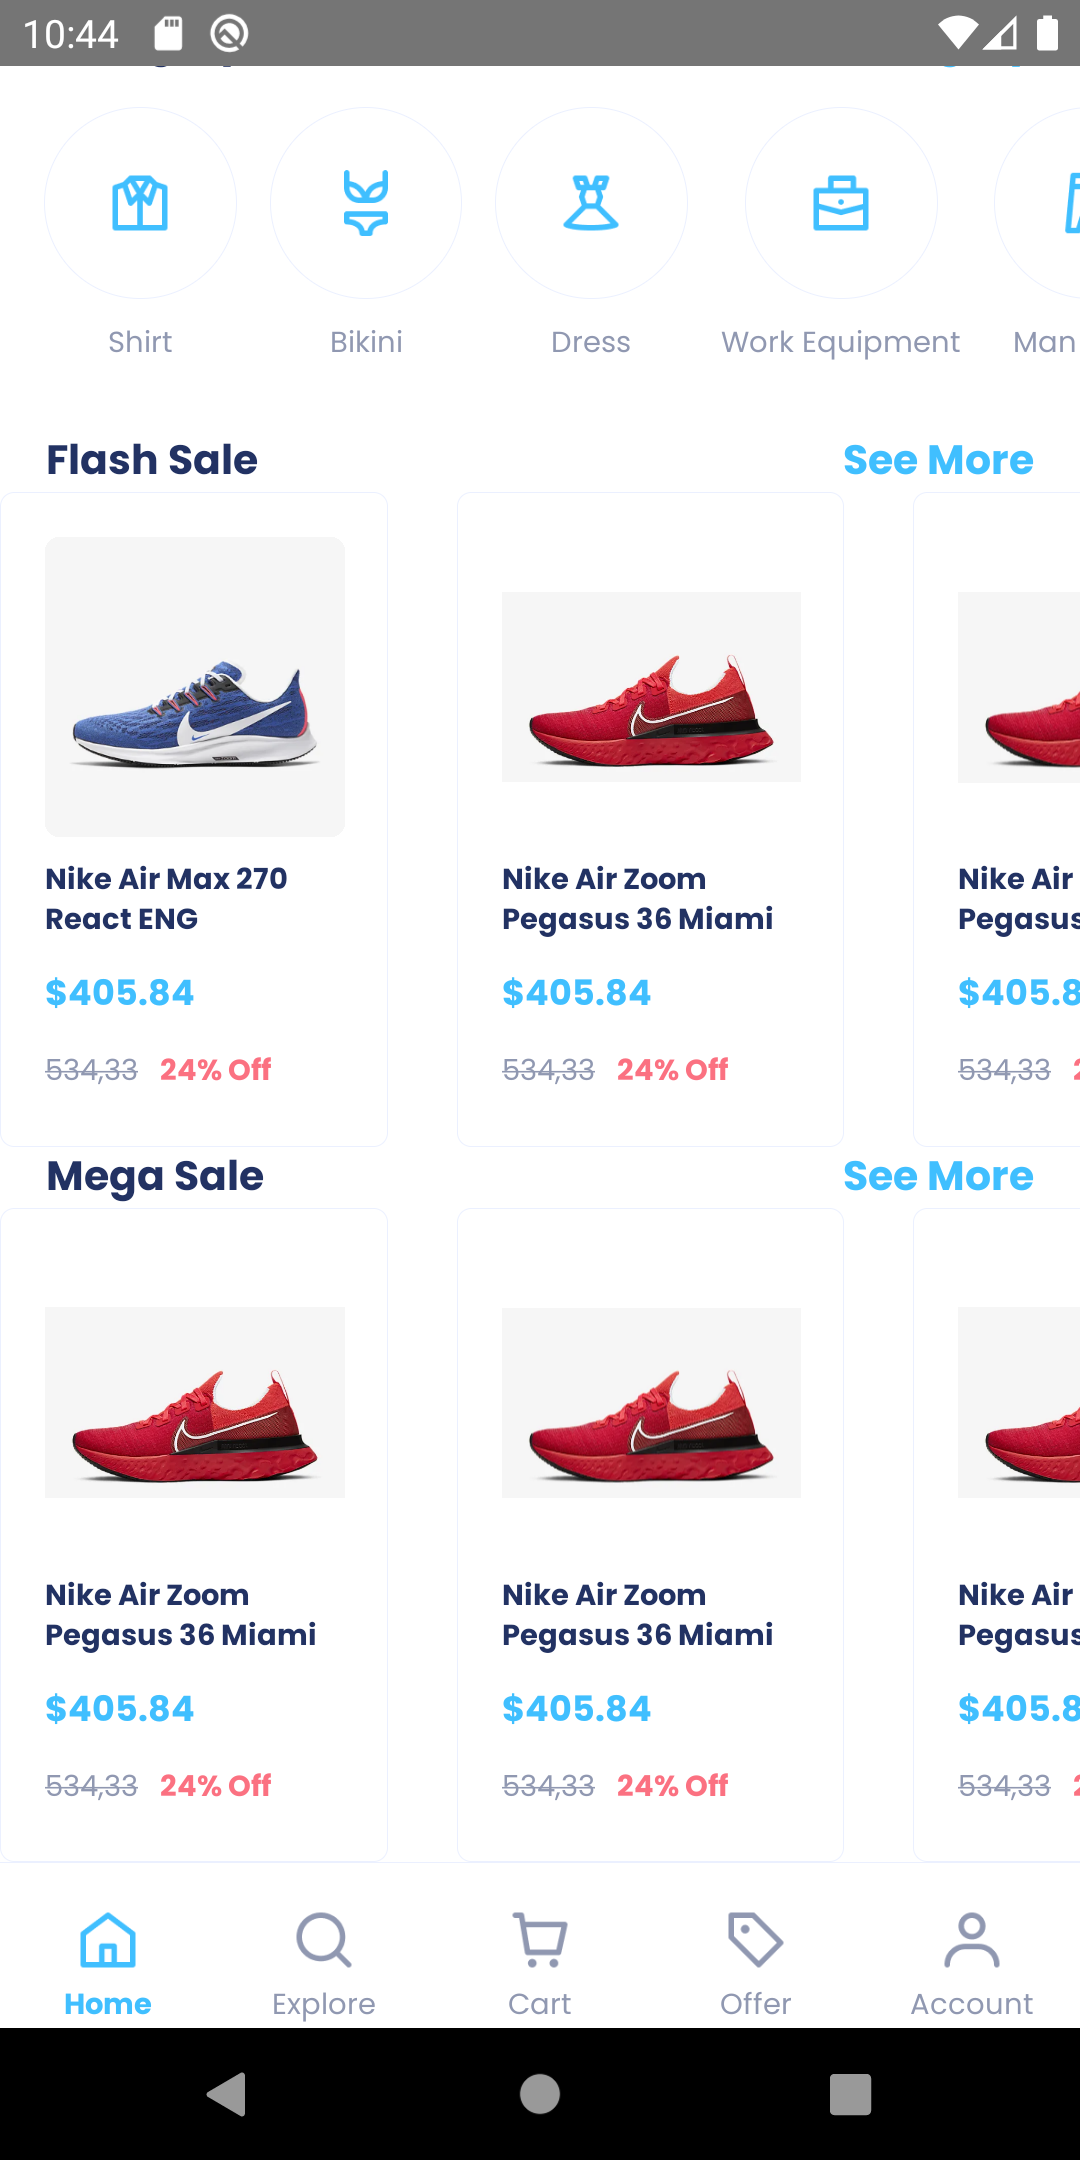 10:44
Shirt
Bikini
Dress
Work Equipment
Man
Flash Sale
See More
Nike Air Max 270
React ENG
$405.84
534,33 24% Off
Nike Air Zoom
Pegasus 36 Miami
$405.84
534,33 24% Off
Nike Air
Pegasus
$405.8
534,33 2
Mega Sale
See More
Nike Air Zoom
Pegasus 36 Miami
$405.84
534,33 24% Off
Nike Air Zoom
Pegasus 36 Miami
$405.84
534,33 24% Off
Nike Air
Pegasus
$405.8
534,33 2
Home
Explore
Cart
Offer
Account